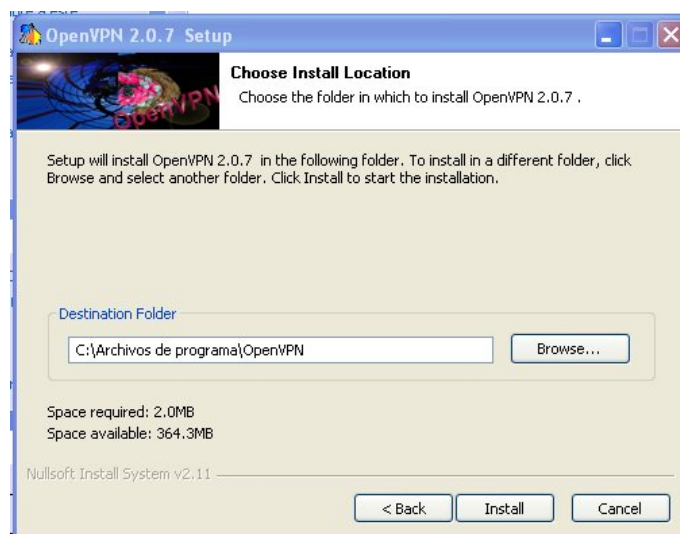 OpenVPN 2.0.7 Setup
OpenVPN
Choose Install Location
Choose the folder in which to install OpenVPN 2.0.7 .
Setup will install OpenVPN 2.0.7 in the following folder. To install in a different folder, click
Browse and select another folder. Click Install to start the installation.
Destination Folder
C:\Archivos de programa\OpenVPN
Browse...
Space required: 2.0MB
Space available: 364.3MB
Nullsoft Install System v2.11
< Back
Install
Cancel